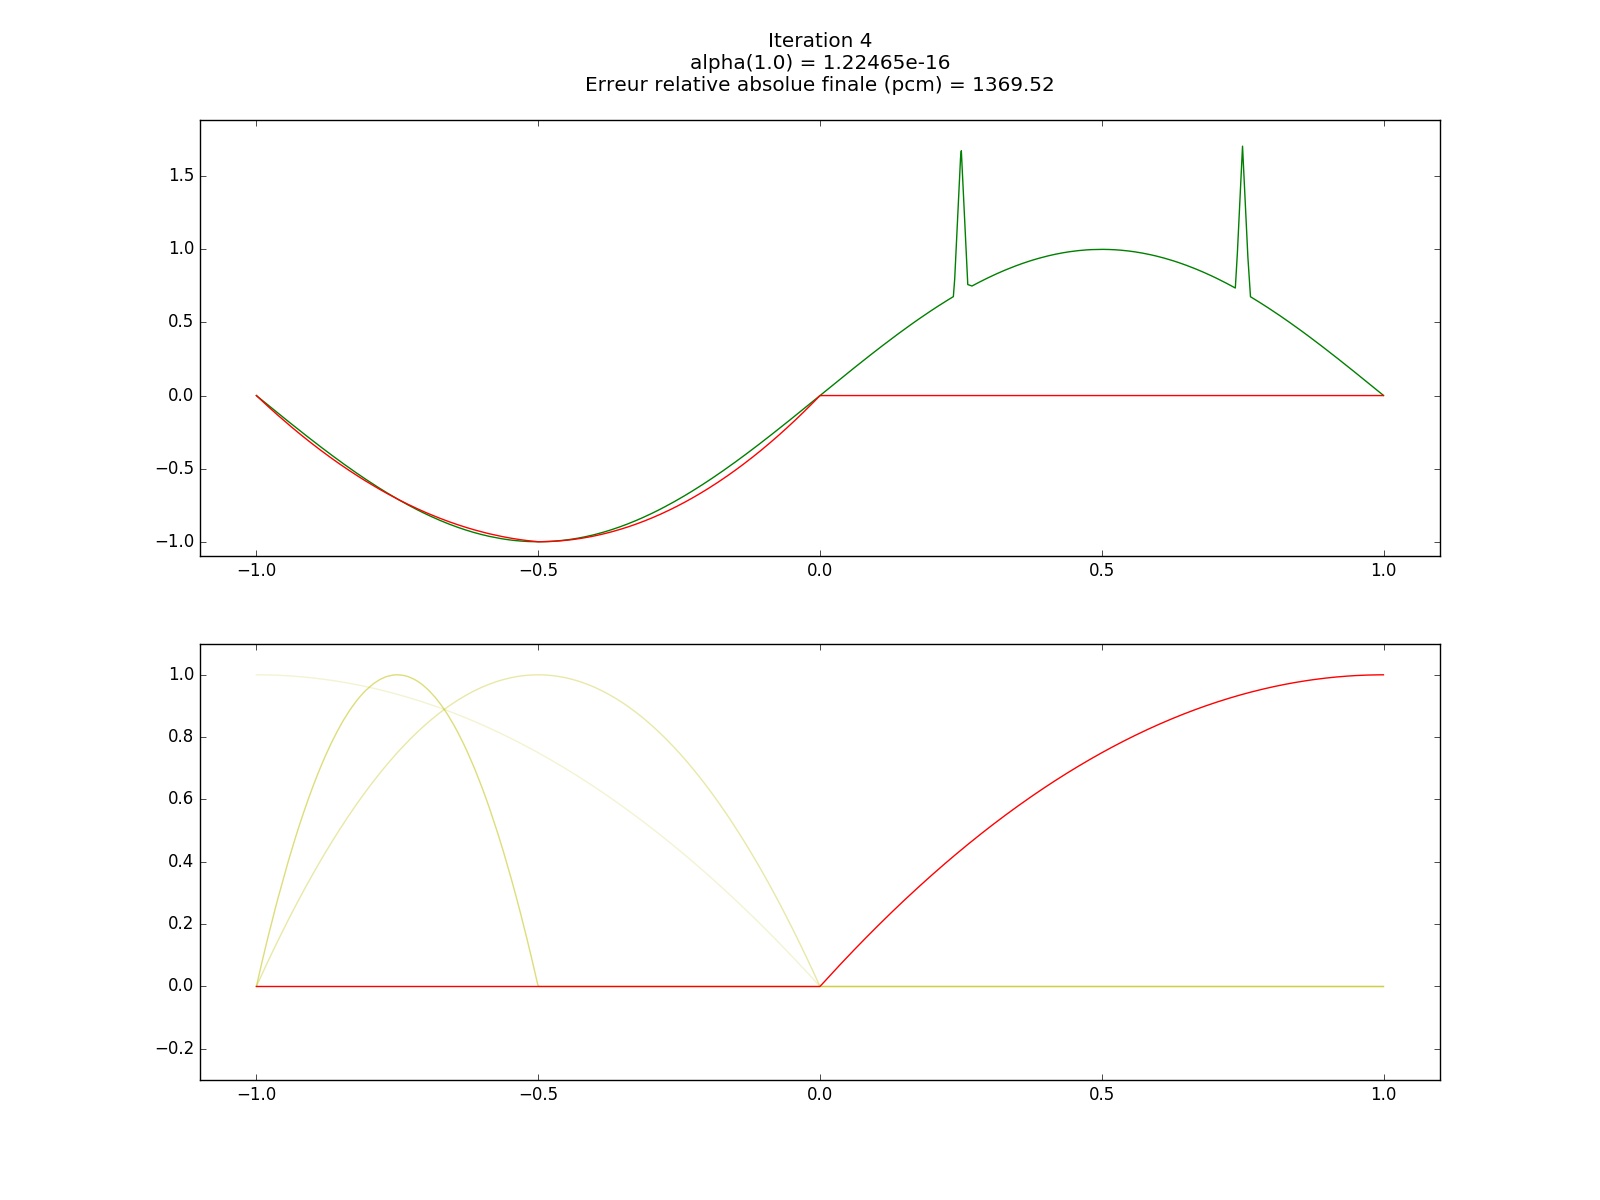 Iteration 4
alpha(1.0) = 1.22465e-16
Erreur relative absolue finale (pcm) = 1369.52
1.5
1.0
0.5
0.0
−0.5
−1.0
−1.0 −0.5 0.0 0.5 1.0
1.0
0.8
0.6
0.4
0.2
0.0
−0.2
−1.0 −0.5 0.0 0.5 1.0